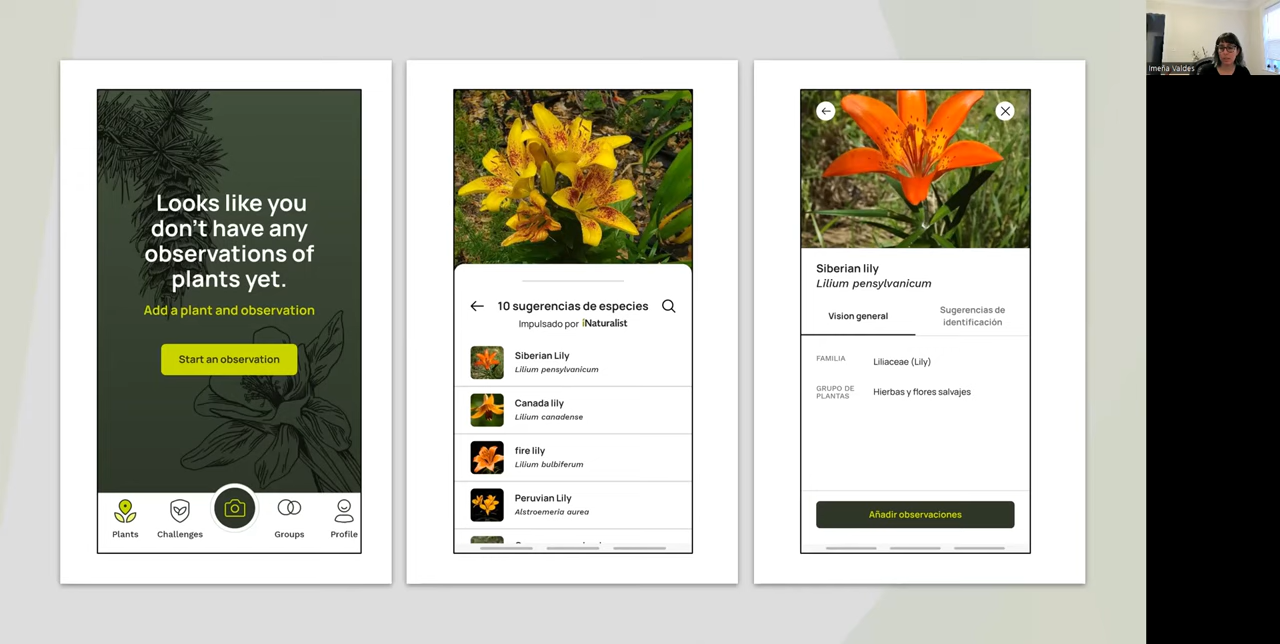 Looks like you
don't have any
observations of
plants yet.
Add a plant and observation
Start an observation
Plants
Challenges
Groups
Profile
10 sugerencias de especies
Impulsado por iNaturalist
Siberian Lily
Lilium pensylvanicum
Canada lily
Lilium canadense
fire lily
Lilium bulbiferum
Peruvian Lily
Alstroemeria aurea
Siberian lily
Lilium pensylvanicum
Vision general
Sugerencias de
identificación
FAMILIA
Liliaceae (Lily)
GRUPO DE
PLANTAS
Hierbas y flores salvajes
Añadir observaciones
Imeña Valdes